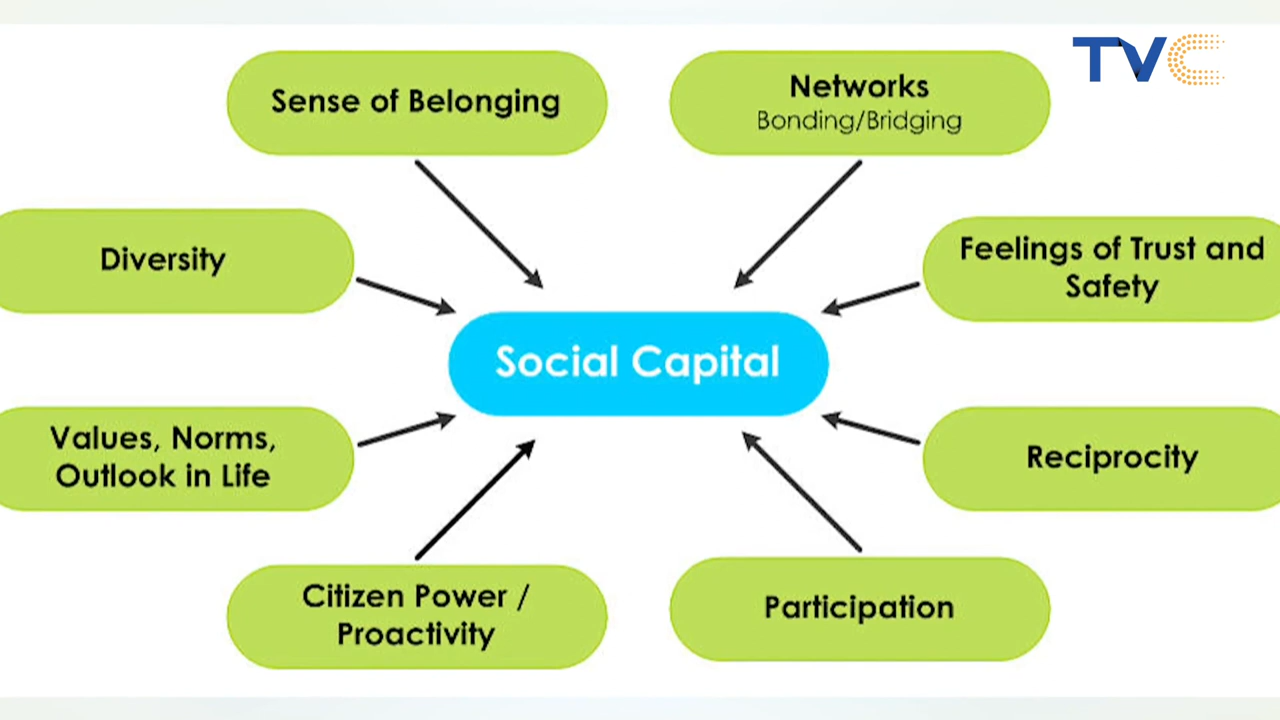 TVC
Sense of Belonging
Networks
Bonding/Bridging
Diversity
Feelings of Trust and
Safety
Social Capital
Values, Norms,
Outlook in Life
Reciprocity
Citizen Power /
Proactivity
Participation